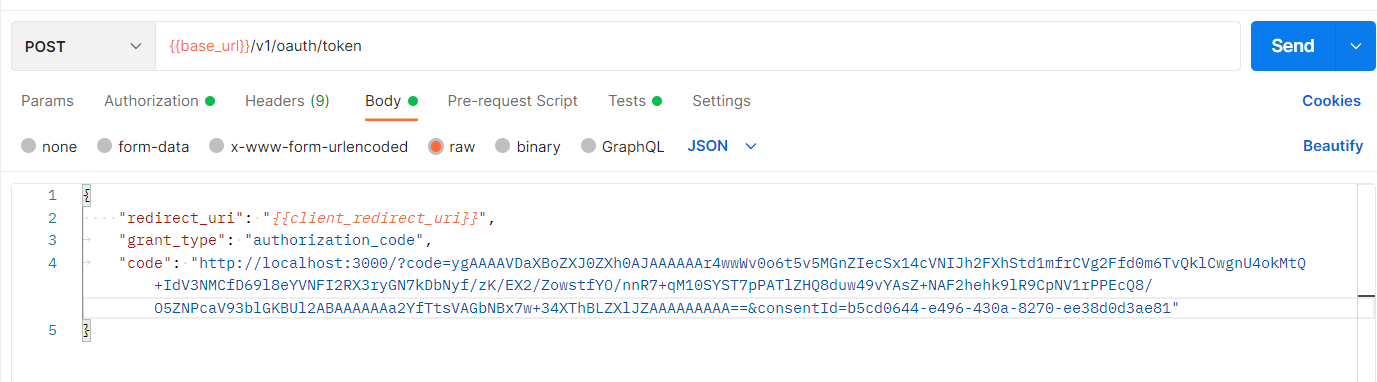 POST {{base_url}}/v1/oauth/token Send
Params Authorization Headers (9) Body Pre-request Script Tests Settings Cookies
none form-data x-www-form-urlencoded raw binary GraphQL JSON Beautify
1 {
2 "redirect_uri": "{{client_redirect_uri}}",
3 "grant_type": "authorization_code",
4 "code": "http://localhost:3000/?code=ygAAAAVDaXBoZXJ0ZXh0AJAAAAAAr4wwWv0o6t5v5MGnZIecSx14cVNIJh2FXhStd1mfrCVg2Ffd0m6TvQklCwgnU4okMtQ
+IdV3NMCfD69l8eYVNFI2RX3ryGN7kDbNyf/zK/EX2/ZowstfYO/nnR7+qM10SYST7pPATlZHQ8duw49vYAsZ+NAF2hehk9lR9CpNV1rPPEcQ8/
O5ZNPcaV93blGKBUl2ABAAAAAAa2YfTtsVAGbNBx7w+34XThBLZXlJZAAAAAAAAA==&consentId=b5cd0644-e496-430a-8270-ee38d0d3ae81"
5 }